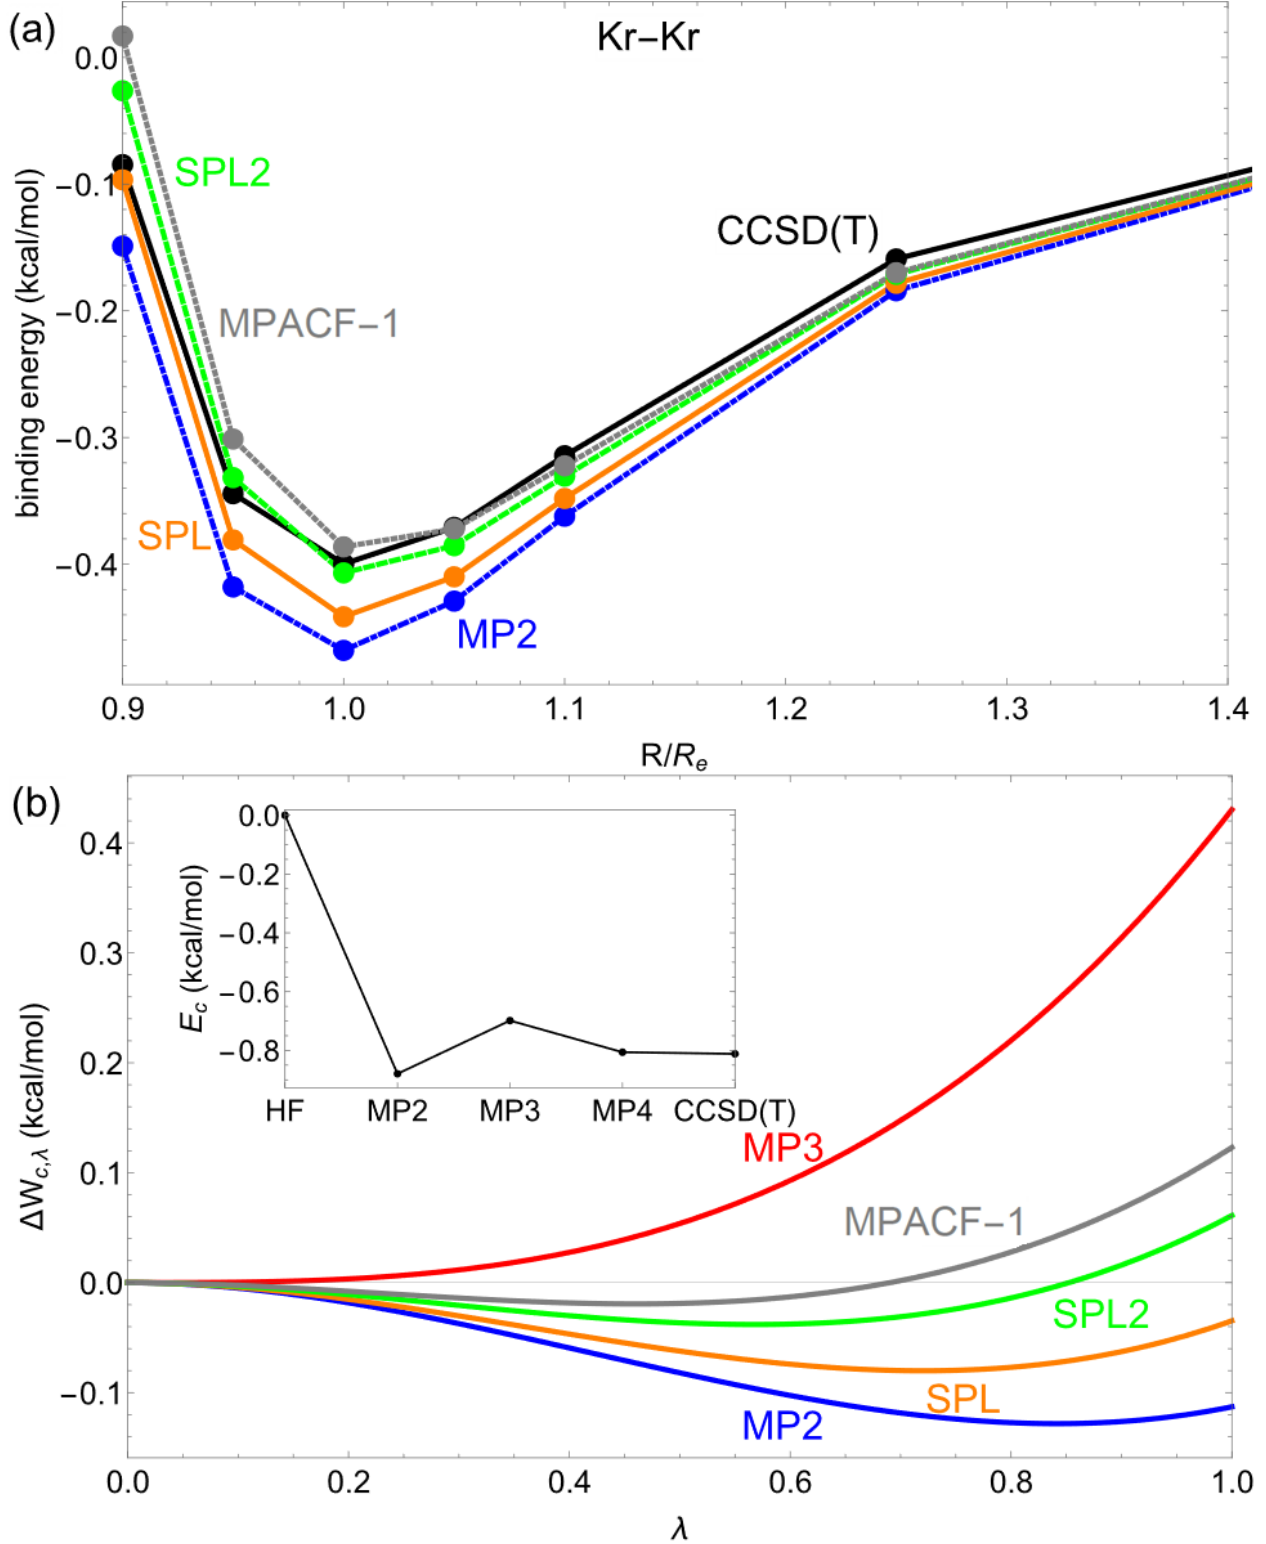 (a)
Kr–Kr
0.0
SPL2
−0.1
CCSD(T)
−0.2
MPACF−1
−0.3
SPL
−0.4
MP2
binding energy (kcal/mol)
0.9 1.0 1.1 1.2 1.3 1.4
R/Re
(b)
0.4
0.3
0.2
0.1
0.0
−0.1
ΔWc,λ (kcal/mol)
0.0
−0.2
−0.4
−0.6
−0.8
Ec (kcal/mol)
HF MP2 MP3 MP4 CCSD(T)
MP3
MPACF−1
SPL2
SPL
MP2
0.0 0.2 0.4 0.6 0.8 1.0
λ